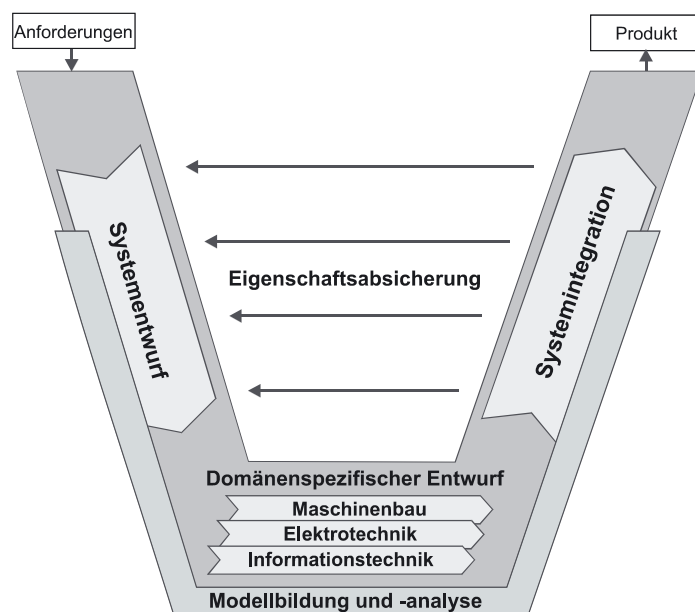 Anforderungen
Produkt
Systementwurf
Eigenschaftsabsicherung
Systemintegration
Domänenspezifischer Entwurf
Maschinenbau
Elektrotechnik
Informationstechnik
Modellbildung und -analyse